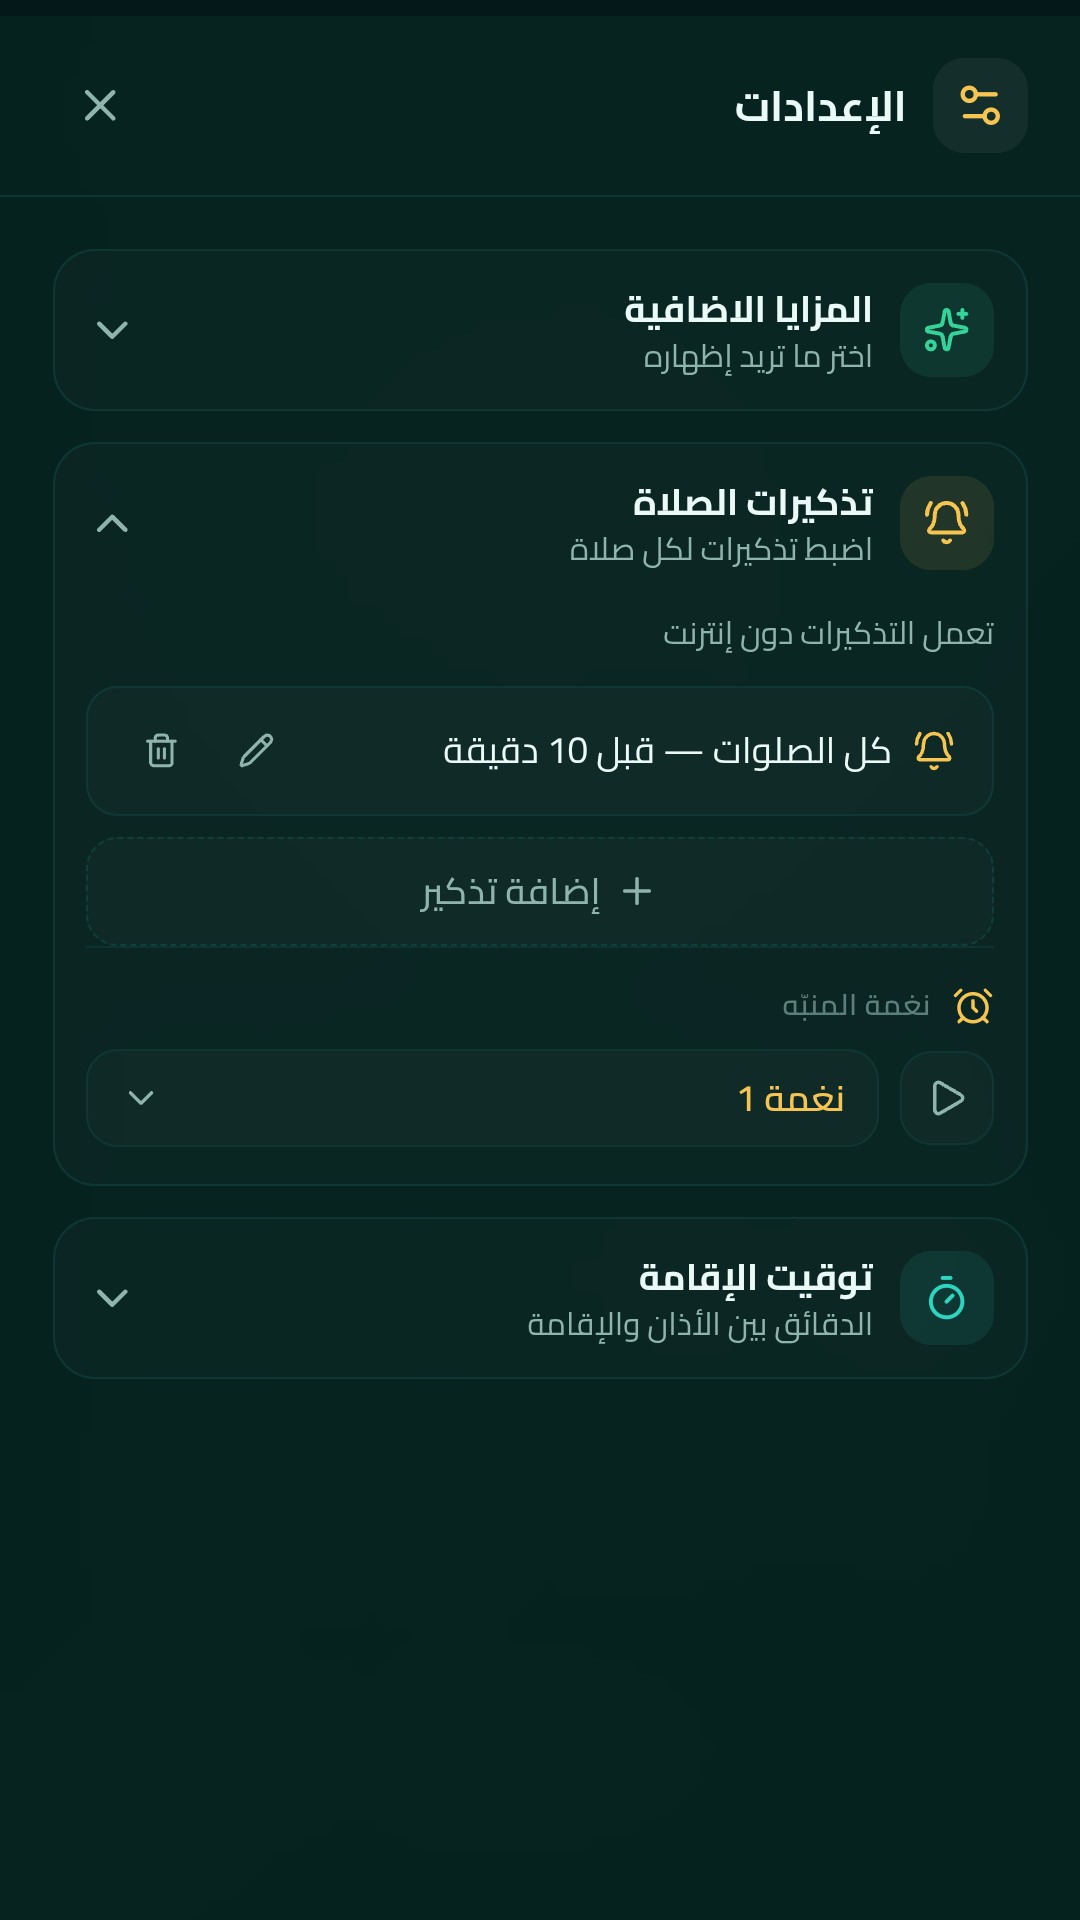 الإعدادات
المزايا الاضافية
اختر ما تريد إظهاره
تذكيرات الصلاة
اضبط تذكيرات لكل صلاة
تعمل التذكيرات دون إنترنت
كل الصلوات — قبل 10 دقيقة
إضافة تذكير
نغمة المنبّه
نغمة 1
توقيت الإقامة
الدقائق بين الأذان والإقامة